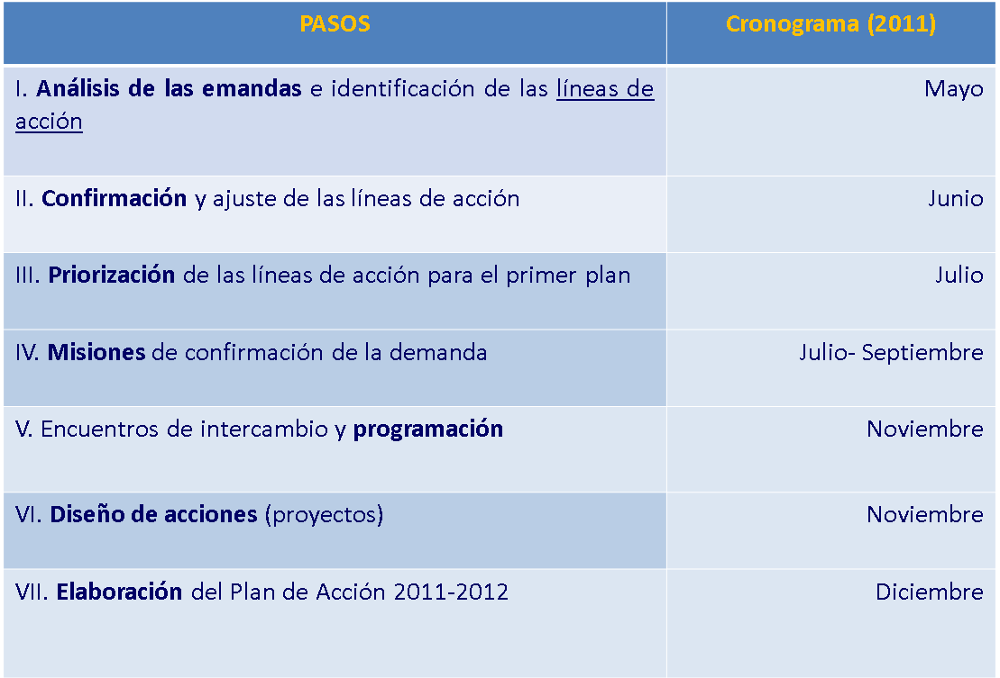 PASOS
Cronograma (2011)
I. Análisis de las emandas e identificación de las líneas de
acción
Mayo
II. Confirmación y ajuste de las líneas de acción
Junio
III. Priorización de las líneas de acción para el primer plan
Julio
IV. Misiones de confirmación de la demanda
Julio- Septiembre
V. Encuentros de intercambio y programación
Noviembre
VI. Diseño de acciones (proyectos)
Noviembre
VII. Elaboración del Plan de Acción 2011-2012
Diciembre